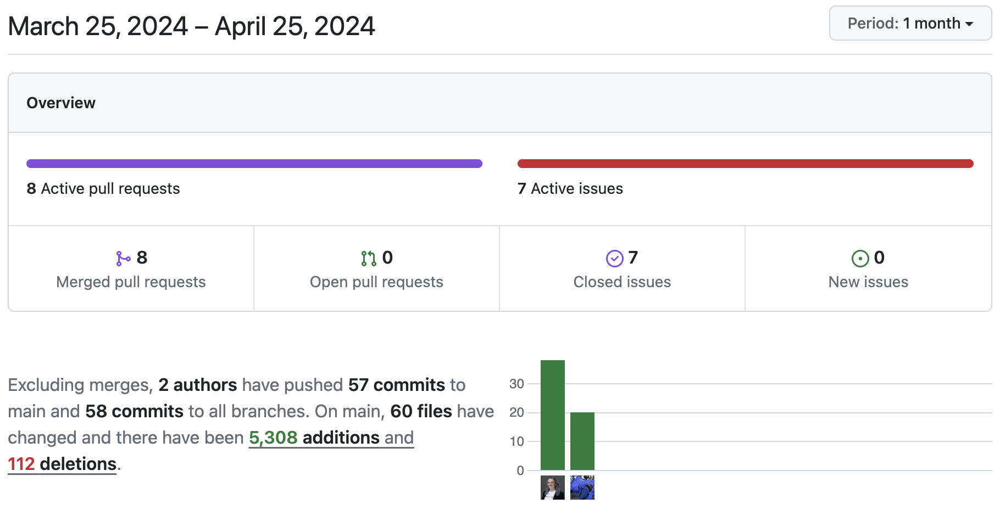 March 25, 2024 – April 25, 2024
Period: 1 month
Overview
8 Active pull requests
7 Active issues
8
Merged pull requests
0
Open pull requests
7
Closed issues
0
New issues
Excluding merges, 2 authors have pushed 57 commits to
main and 58 commits to all branches. On main, 60 files have
changed and there have been 5,308 additions and
112 deletions.
30
20
10
0